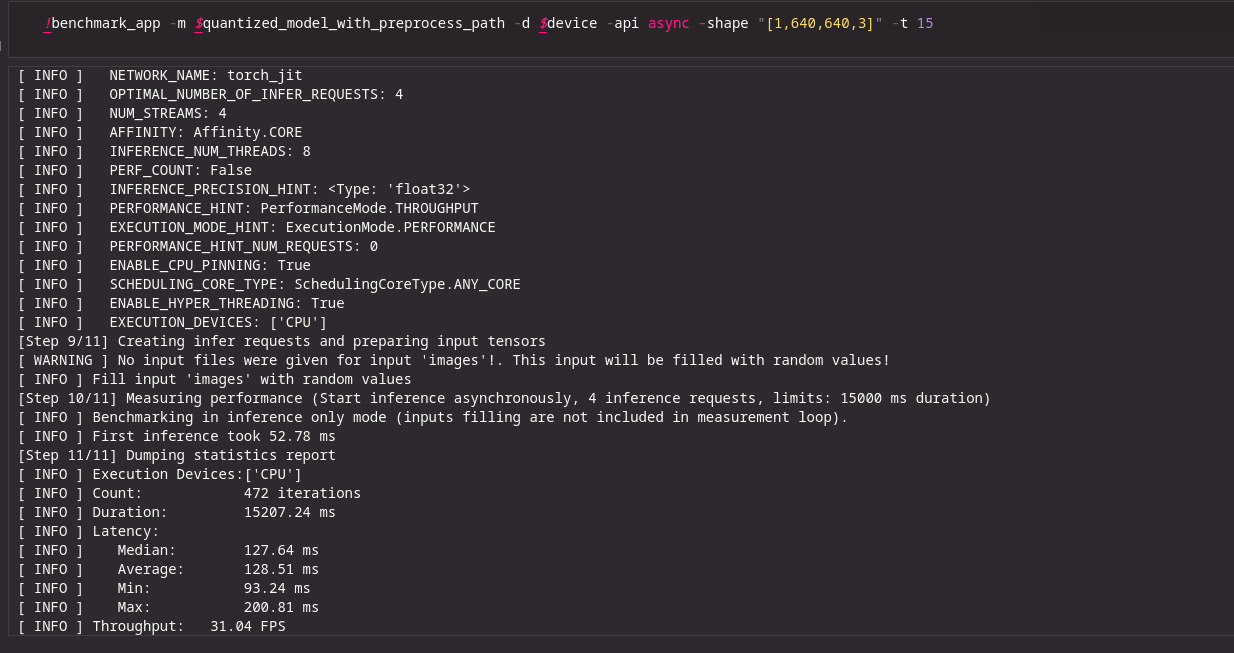 !benchmark_app -m $quantized_model_with_preprocess_path -d $device -api async -shape "[1,640,640,3]" -t 15
[ INFO ]   NETWORK_NAME: torch_jit
[ INFO ]   OPTIMAL_NUMBER_OF_INFER_REQUESTS: 4
[ INFO ]   NUM_STREAMS: 4
[ INFO ]   AFFINITY: Affinity.CORE
[ INFO ]   INFERENCE_NUM_THREADS: 8
[ INFO ]   PERF_COUNT: False
[ INFO ]   INFERENCE_PRECISION_HINT: <Type: 'float32'>
[ INFO ]   PERFORMANCE_HINT: PerformanceMode.THROUGHPUT
[ INFO ]   EXECUTION_MODE_HINT: ExecutionMode.PERFORMANCE
[ INFO ]   PERFORMANCE_HINT_NUM_REQUESTS: 0
[ INFO ]   ENABLE_CPU_PINNING: True
[ INFO ]   SCHEDULING_CORE_TYPE: SchedulingCoreType.ANY_CORE
[ INFO ]   ENABLE_HYPER_THREADING: True
[ INFO ]   EXECUTION_DEVICES: ['CPU']
[Step 9/11] Creating infer requests and preparing input tensors
[ WARNING ] No input files were given for input 'images'!. This input will be filled with random values!
[ INFO ] Fill input 'images' with random values
[Step 10/11] Measuring performance (Start inference asynchronously, 4 inference requests, limits: 15000 ms duration)
[ INFO ] Benchmarking in inference only mode (inputs filling are not included in measurement loop).
[ INFO ] First inference took 52.78 ms
[Step 11/11] Dumping statistics report
[ INFO ] Execution Devices:['CPU']
[ INFO ] Count:            472 iterations
[ INFO ] Duration:         15207.24 ms
[ INFO ] Latency:
[ INFO ]    Median:        127.64 ms
[ INFO ]    Average:       128.51 ms
[ INFO ]    Min:           93.24 ms
[ INFO ]    Max:           200.81 ms
[ INFO ] Throughput:   31.04 FPS